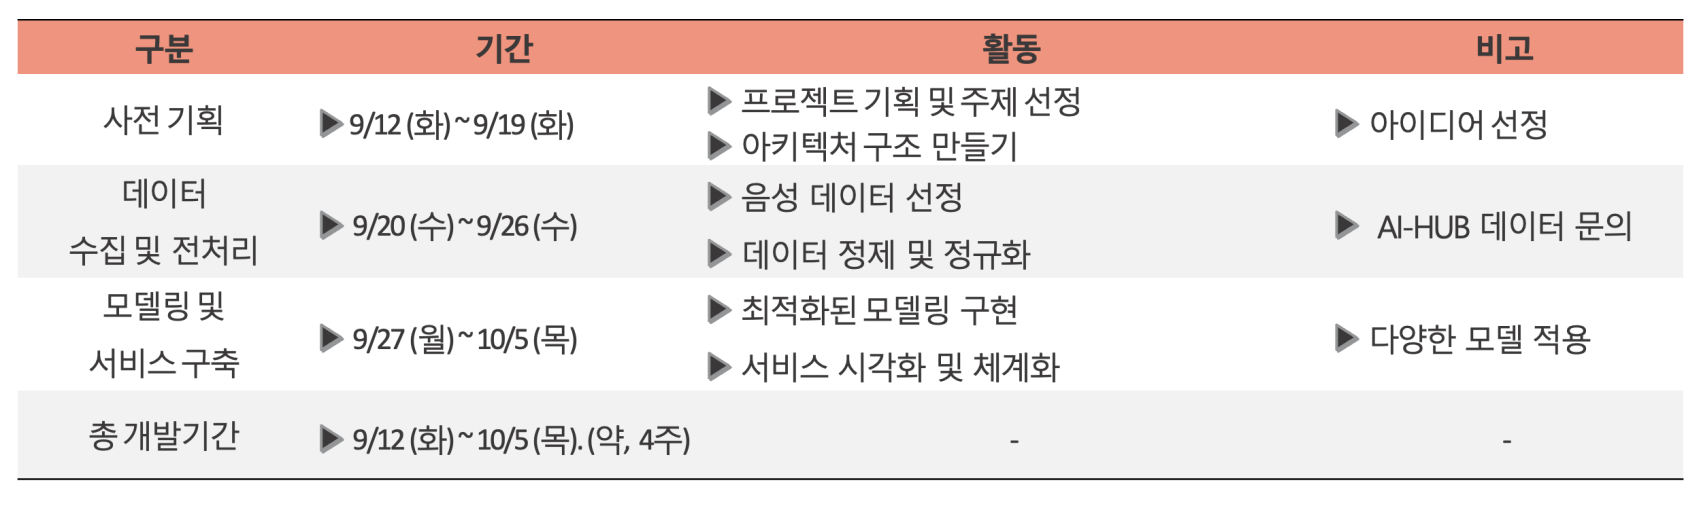 구분 기간 활동 비고
사전 기획 ▶ 9/12 (화) ~ 9/19 (화) ▶ 프로젝트 기획 및 주제 선정 ▶ 아이디어 선정
▶ 아키텍처 구조 만들기
데이터 ▶ 음성 데이터 선정
▶ 9/20 (수) ~ 9/26 (수) ▶ AI-HUB 데이터 문의
수집 및 전처리 ▶ 데이터 정제 및 정규화
모델링 및 ▶ 최적화된 모델링 구현
▶ 9/27 (월) ~ 10/5 (목) ▶ 다양한 모델 적용
서비스 구축 ▶ 서비스 시각화 및 체계화
총 개발기간 ▶ 9/12 (화) ~ 10/5 (목). (약, 4주) - -